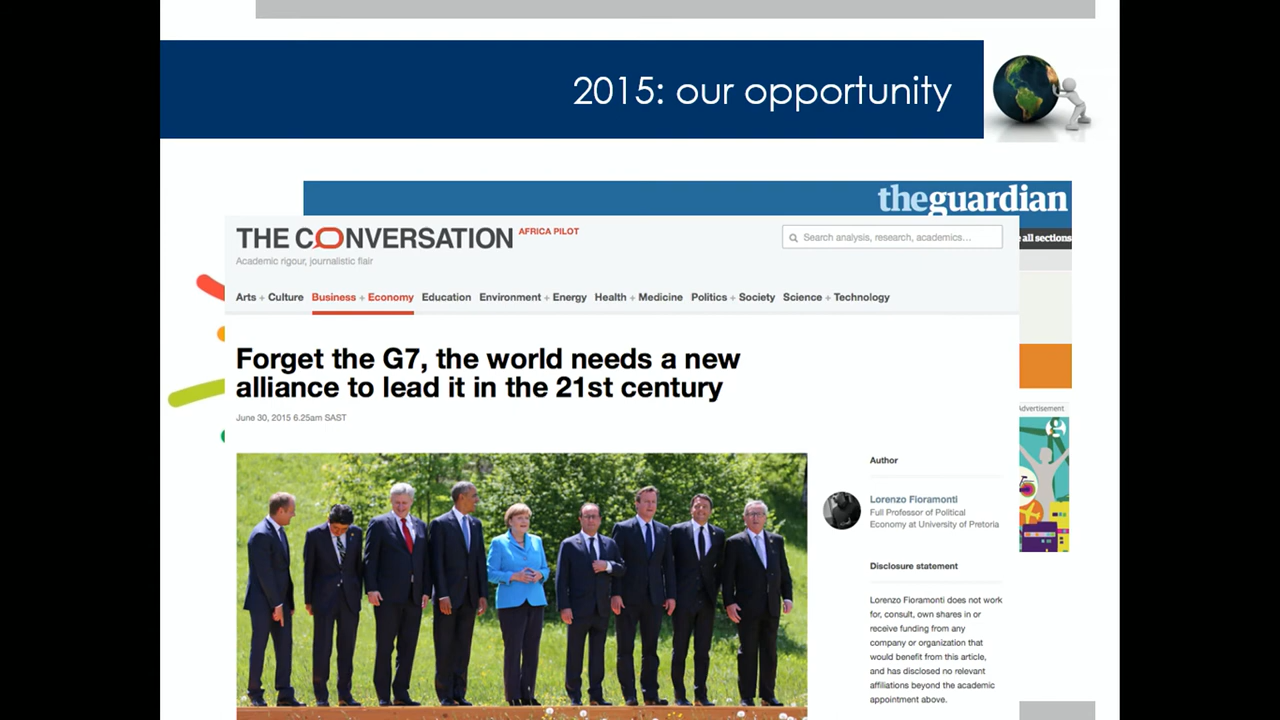 2015: our opportunity
theguardian
THE CONVERSATION AFRICA PILOT
Search analysis, research, academics...
all sections
Academic rigour, journalistic flair
Arts + Culture Business + Economy Education Environment + Energy Health + Medicine Politics + Society Science + Technology
Forget the G7, the world needs a new
alliance to lead it in the 21st century
June 30, 2015 6.25am SAST
Advertisement
Author
Lorenzo Fioramonti
Full Professor of Political
Economy at University of Pretoria
Disclosure statement
Lorenzo Fioramonti does not work
for, consult, own shares in or
receive funding from any
company or organization that
would benefit from this article,
and has disclosed no relevant
affiliations beyond the academic
appointment above.